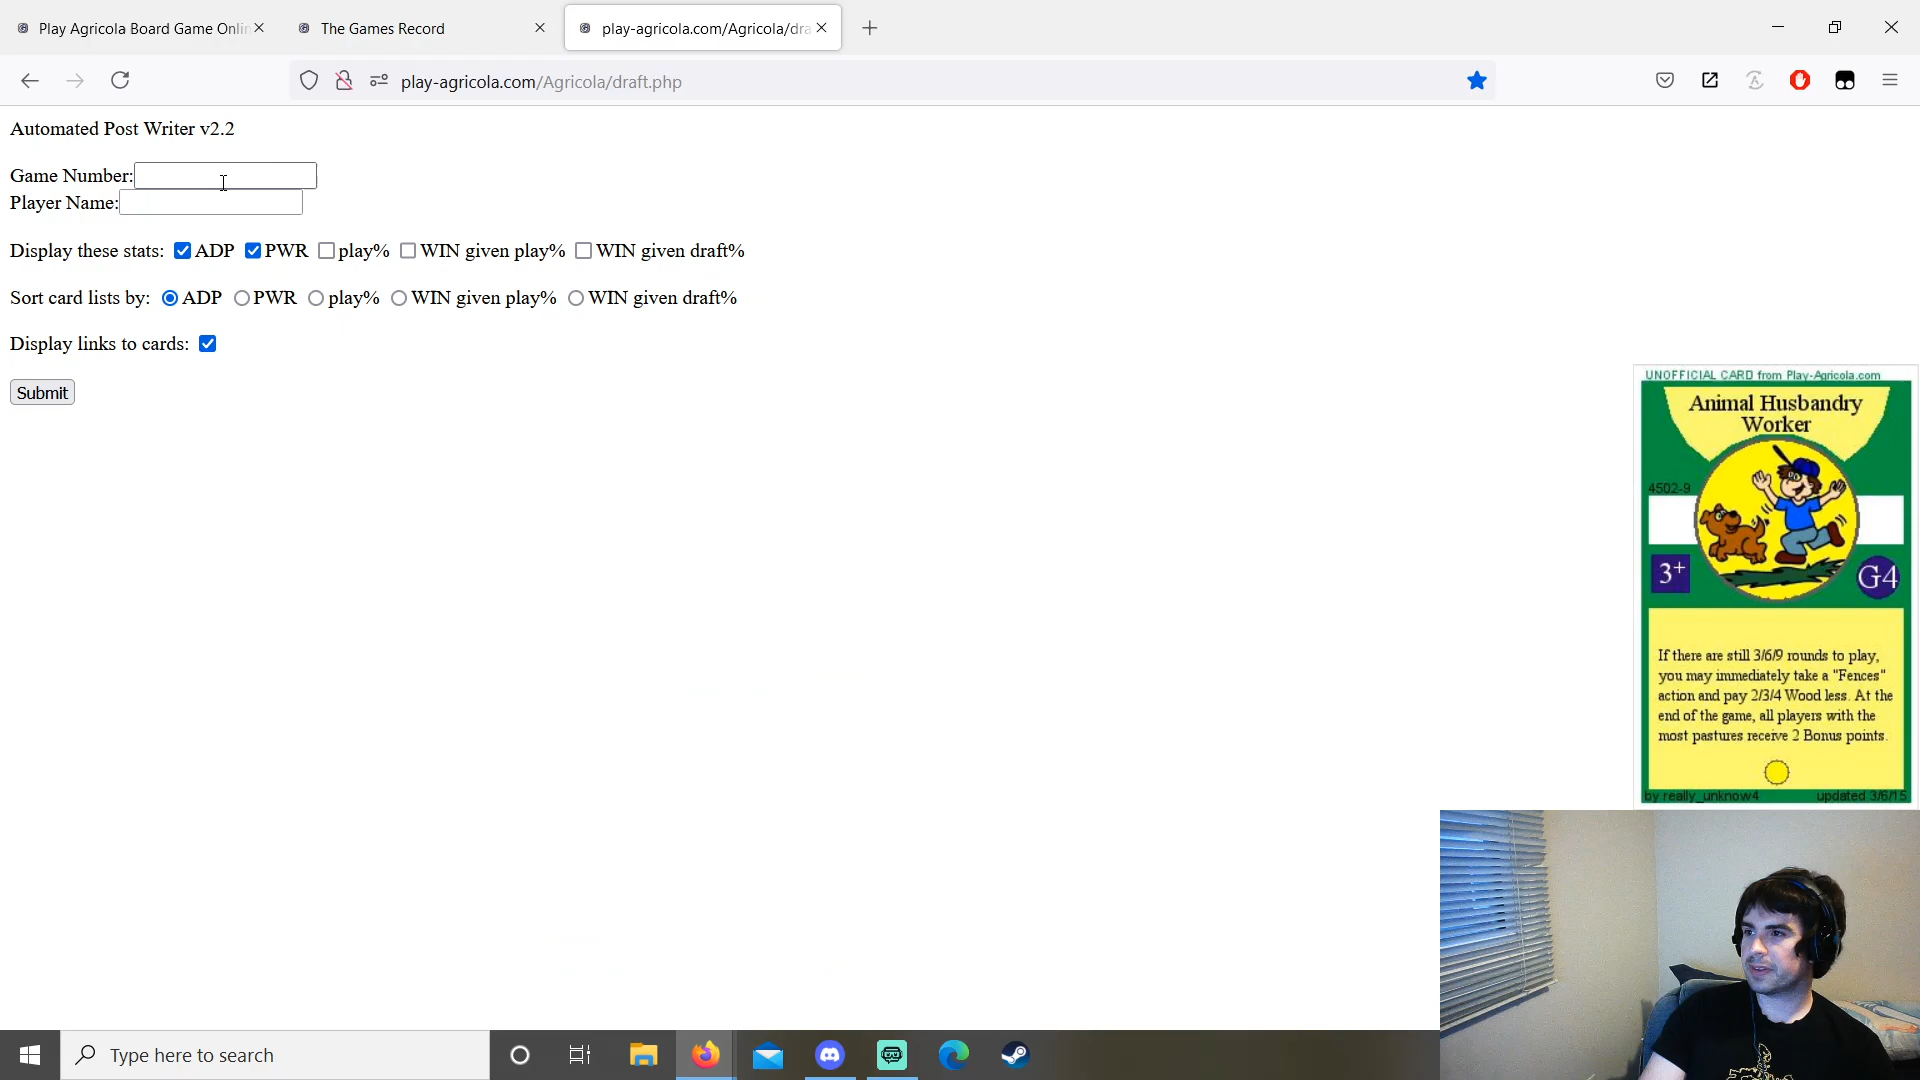 Play Agricola Board Game Onlin
The Games Record
play-agricola.com/Agricola/dra
play-agricola.com/Agricola/draft.php
Automated Post Writer v2.2
Game Number:
Player Name:
Display these stats: ADP PWR play% WIN given play% WIN given draft%
Sort card lists by: ADP PWR play% WIN given play% WIN given draft%
Display links to cards:
Submit
UNOFFICIAL CARD from Play-Agricola.com
Animal Husbandry
Worker
4502-9
3+
G4
If there are still 3/6/9 rounds to play,
you may immediately take a "Fences"
action and pay 2/3/4 Wood less. At the
end of the game, all players with the
most pastures receive 2 Bonus points.
by really_unknow4 updated 3/6/15
Type here to search